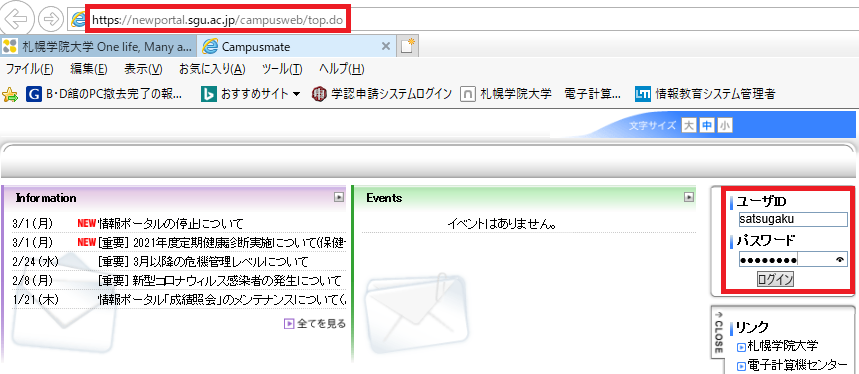 https://newportal.sgu.ac.jp/campusweb/top.do
札幌学院大学 One life, Many a...
Campusmate
ファイル(F) 編集(E) 表示(V) お気に入り(A) ツール(T) ヘルプ(H)
B・D館のPC撤去完了の報...
おすすめサイト
学認申請システムログイン
札幌学院大学 電子計算...
情報教育システム管理者
文字サイズ 大 中 小
Information
3/1(月) NEW 情報ポータルの停止について
3/1(月) NEW [重要] 2021年度定期健康診断実施について(保健
2/24(水) [重要] 3月以降の危機管理レベルについて
2/8(月) [重要] 新型コロナウィルス感染者の発生について
1/21(木) 情報ポータル「成績照会」のメンテナンスについて(
全てを見る
Events
イベントはありません。
ユーザID
satsugaku
パスワード
●●●●●●●●
ログイン
CLOSE
リンク
札幌学院大学
電子計算機センター